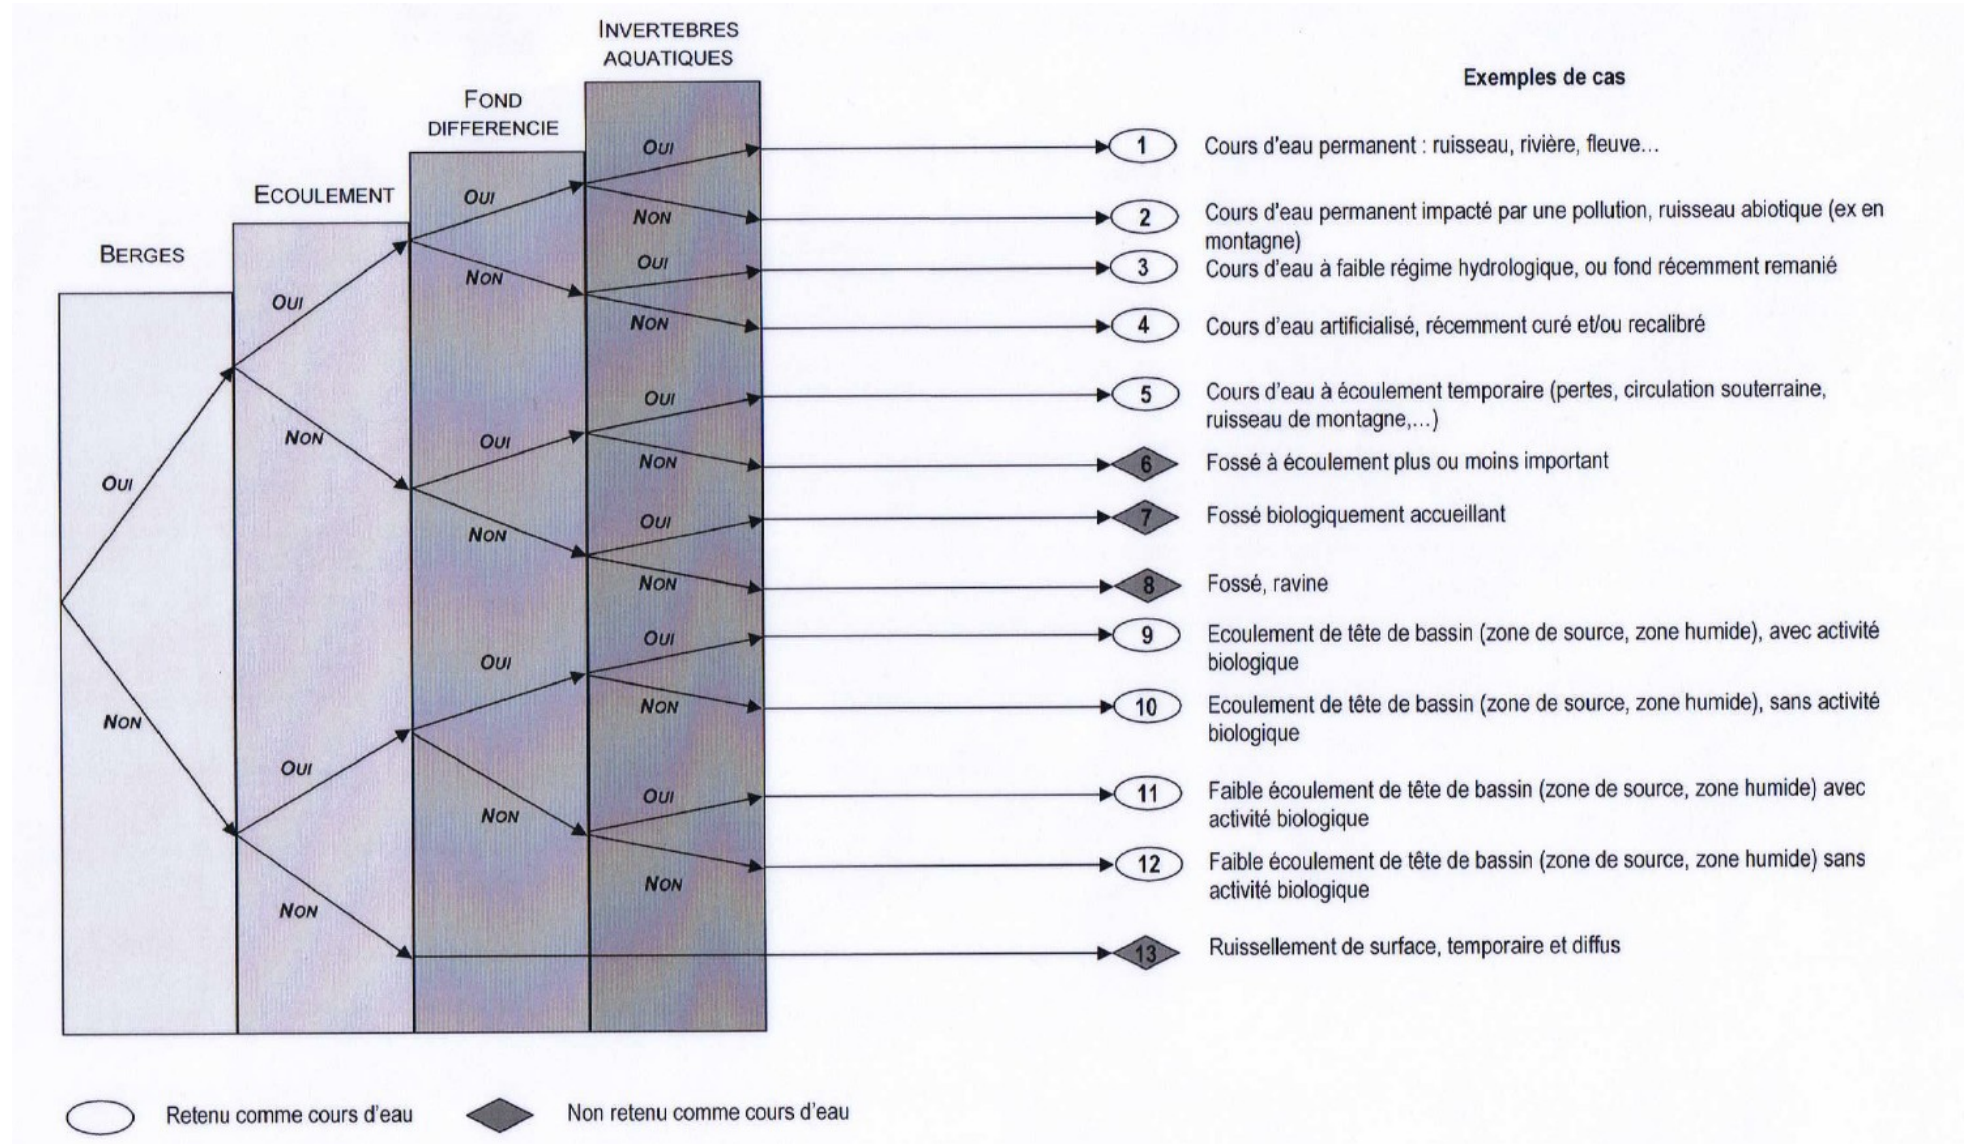 INVERTEBRES
AQUATIQUES
Exemples de cas
FOND
DIFFERENCIE
ECOULEMENT
BERGES
OUI
NON
OUI
NON
OUI
NON
OUI
NON
OUI
NON
OUI
NON
OUI
NON
OUI
NON
OUI
NON
OUI
NON
OUI
NON
OUI
NON
OUI
NON
OUI
NON
1 Cours d'eau permanent : ruisseau, rivière, fleuve...
2 Cours d'eau permanent impacté par une pollution, ruisseau abiotique (ex en
montagne)
3 Cours d'eau à faible régime hydrologique, ou fond récemment remanié
4 Cours d'eau artificialisé, récemment curé et/ou recalibré
5 Cours d'eau à écoulement temporaire (pertes, circulation souterraine,
ruisseau de montagne,...)
6 Fossé à écoulement plus ou moins important
7 Fossé biologiquement accueillant
8 Fossé, ravine
9 Ecoulement de tête de bassin (zone de source, zone humide), avec activité
biologique
10 Ecoulement de tête de bassin (zone de source, zone humide), sans activité
biologique
11 Faible écoulement de tête de bassin (zone de source, zone humide) avec
activité biologique
12 Faible écoulement de tête de bassin (zone de source, zone humide) sans
activité biologique
13 Ruissellement de surface, temporaire et diffus
Retenu comme cours d'eau
Non retenu comme cours d'eau